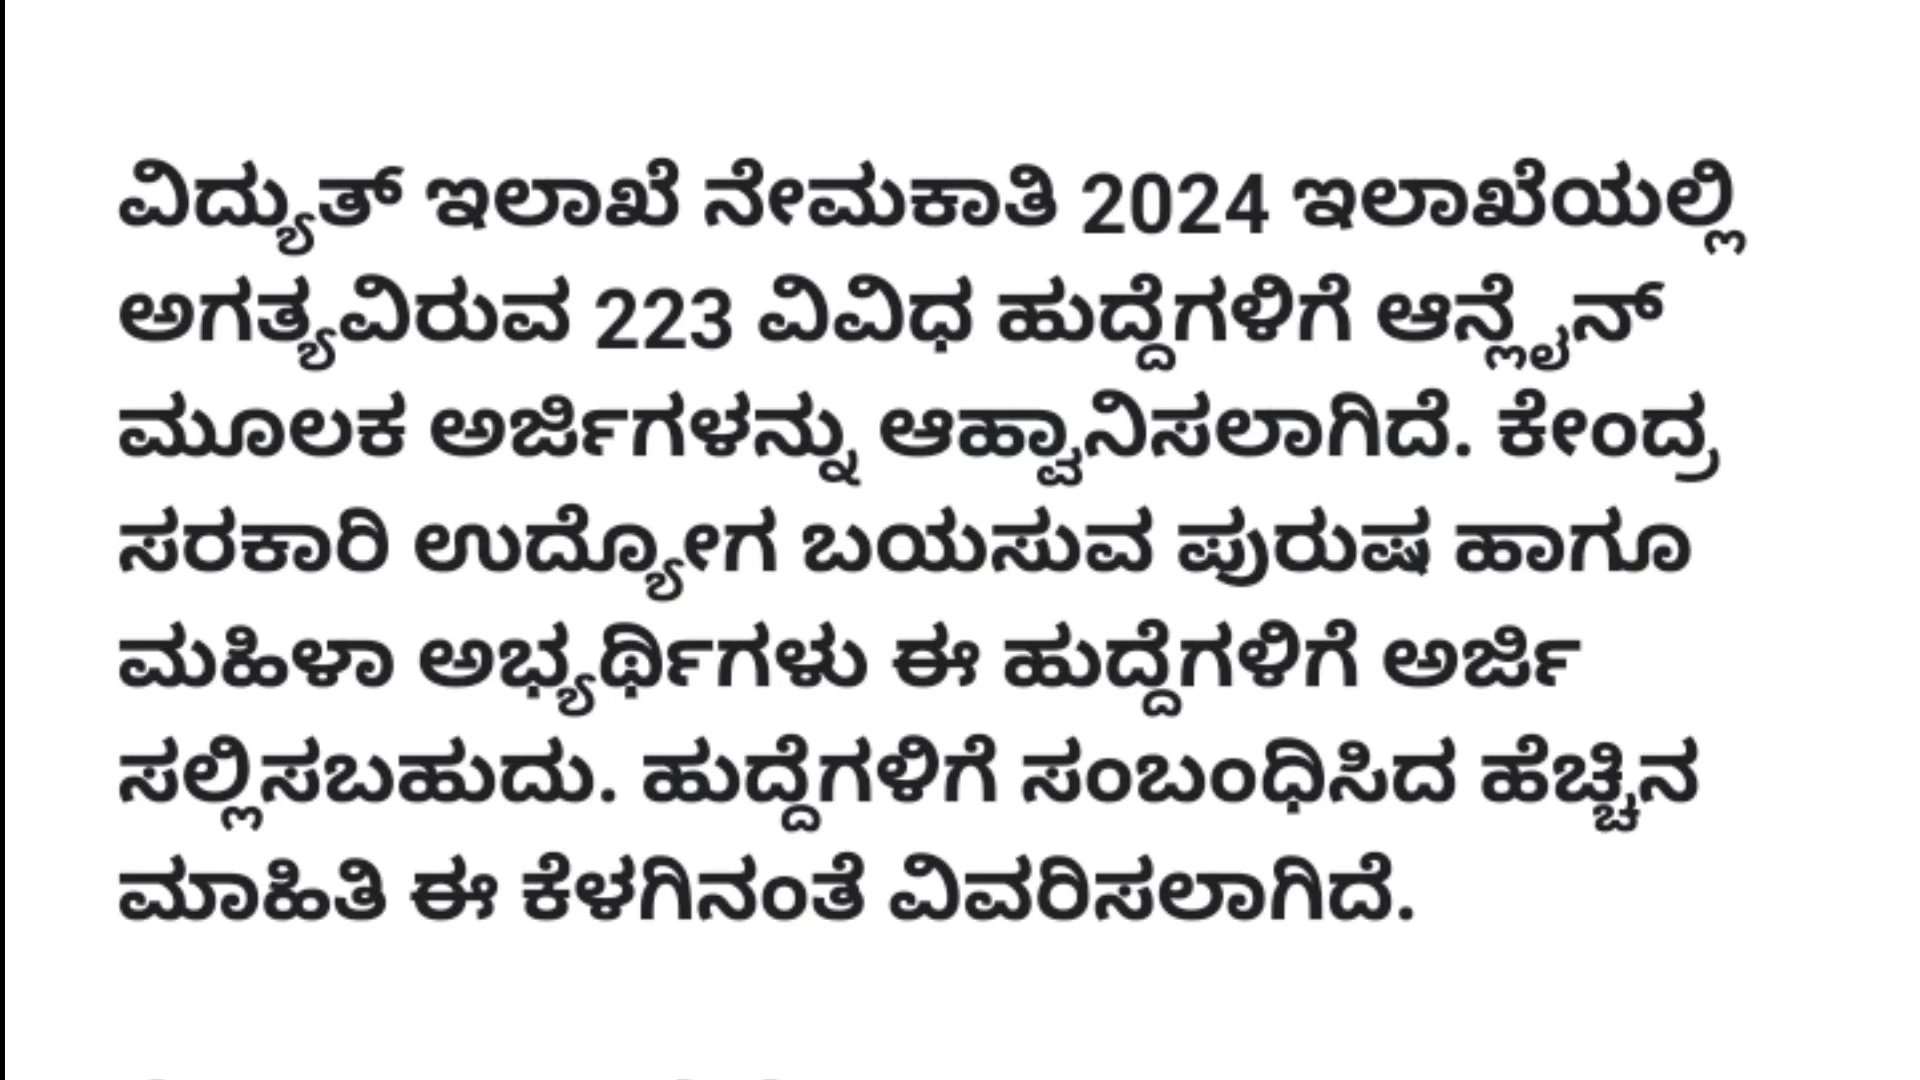 ವಿದ್ಯುತ್ ಇಲಾಖೆ ನೇಮಕಾತಿ 2024 ಇಲಾಖೆಯಲ್ಲಿ
ಅಗತ್ಯವಿರುವ 223 ವಿವಿಧ ಹುದ್ದೆಗಳಿಗೆ ಆನ್ಲೈನ್
ಮೂಲಕ ಅರ್ಜಿಗಳನ್ನು ಆಹ್ವಾನಿಸಲಾಗಿದೆ. ಕೇಂದ್ರ
ಸರಕಾರಿ ಉದ್ಯೋಗ ಬಯಸುವ ಪುರುಷ ಹಾಗೂ
ಮಹಿಳಾ ಅಭ್ಯರ್ಥಿಗಳು ಈ ಹುದ್ದೆಗಳಿಗೆ ಅರ್ಜಿ
ಸಲ್ಲಿಸಬಹುದು. ಹುದ್ದೆಗಳಿಗೆ ಸಂಬಂಧಿಸಿದ ಹೆಚ್ಚಿನ
ಮಾಹಿತಿ ಈ ಕೆಳಗಿನಂತೆ ವಿವರಿಸಲಾಗಿದೆ.